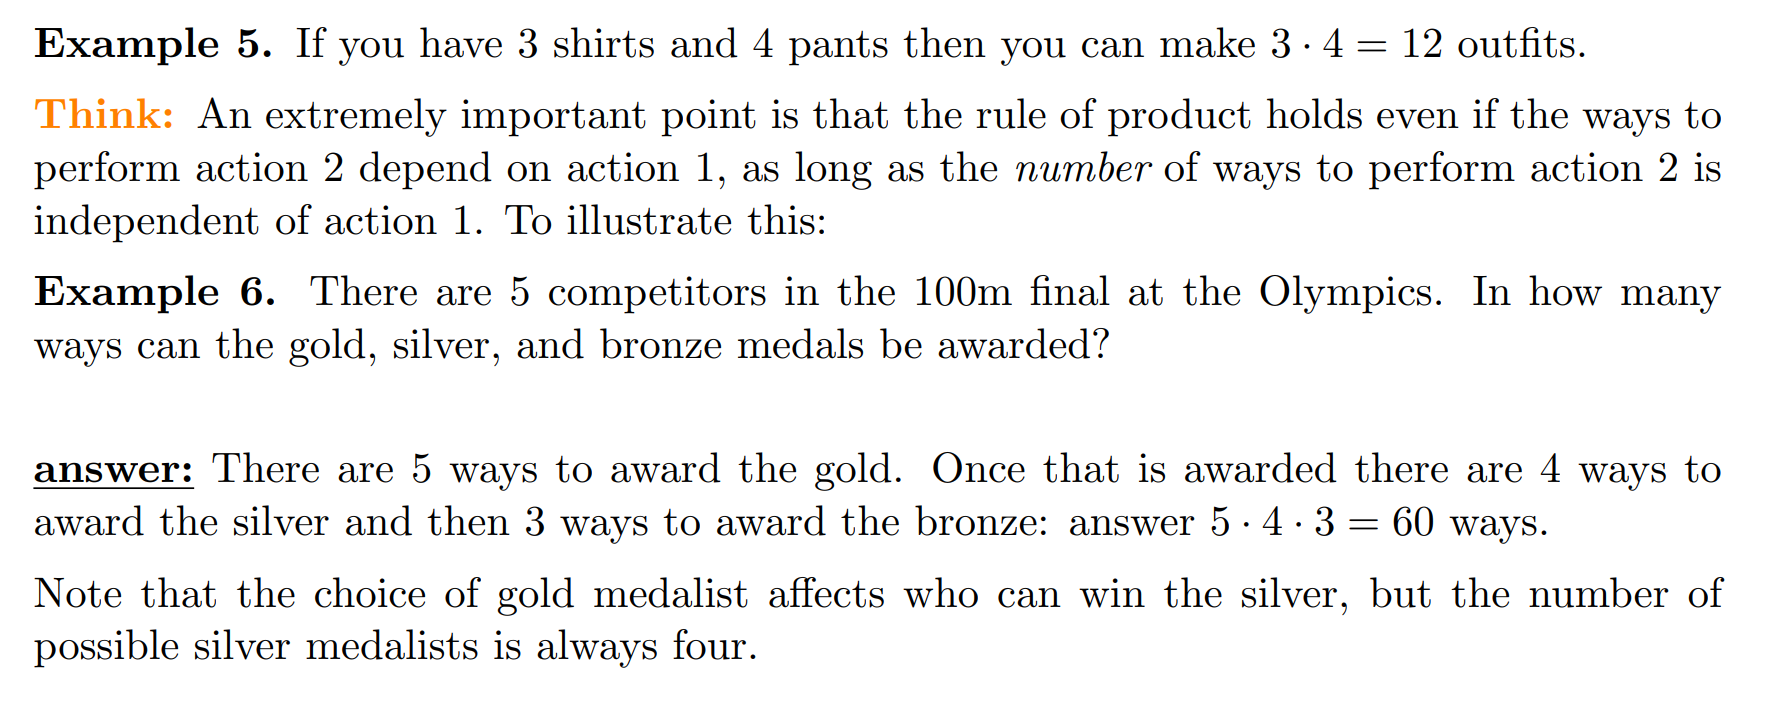 Example 5. If you have 3 shirts and 4 pants then you can make 3 · 4 = 12 outfits.
Think: An extremely important point is that the rule of product holds even if the ways to
perform action 2 depend on action 1, as long as the number of ways to perform action 2 is
independent of action 1. To illustrate this:
Example 6. There are 5 competitors in the 100m final at the Olympics. In how many
ways can the gold, silver, and bronze medals be awarded?
answer: There are 5 ways to award the gold. Once that is awarded there are 4 ways to
award the silver and then 3 ways to award the bronze: answer 5 · 4 · 3 = 60 ways.
Note that the choice of gold medalist affects who can win the silver, but the number of
possible silver medalists is always four.